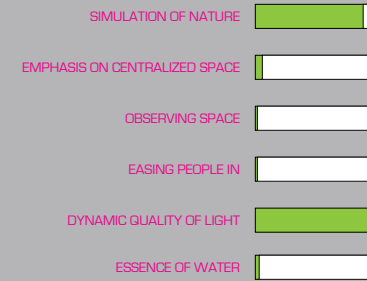 SIMULATION OF NATURE
EMPHASIS ON CENTRALIZED SPACE
OBSERVING SPACE
EASING PEOPLE IN
DYNAMIC QUALITY OF LIGHT
ESSENCE OF WATER